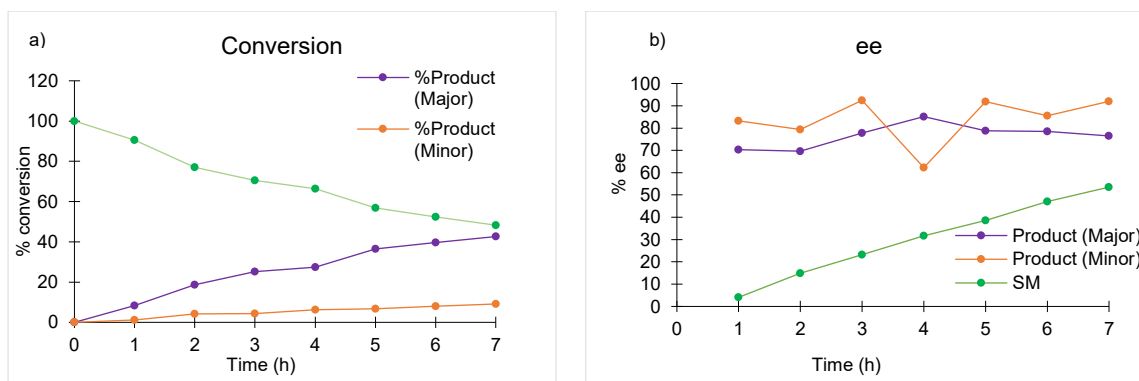 a)
Conversion
120
100
80
60
40
20
0
% conversion
%Product
(Major)
%Product
(Minor)
0 1 2 3 4 5 6 7
Time (h)
b)
ee
100
90
80
70
60
50
40
30
20
10
0
% ee
Product (Major)
Product (Minor)
SM
0 1 2 3 4 5 6 7
Time (h)